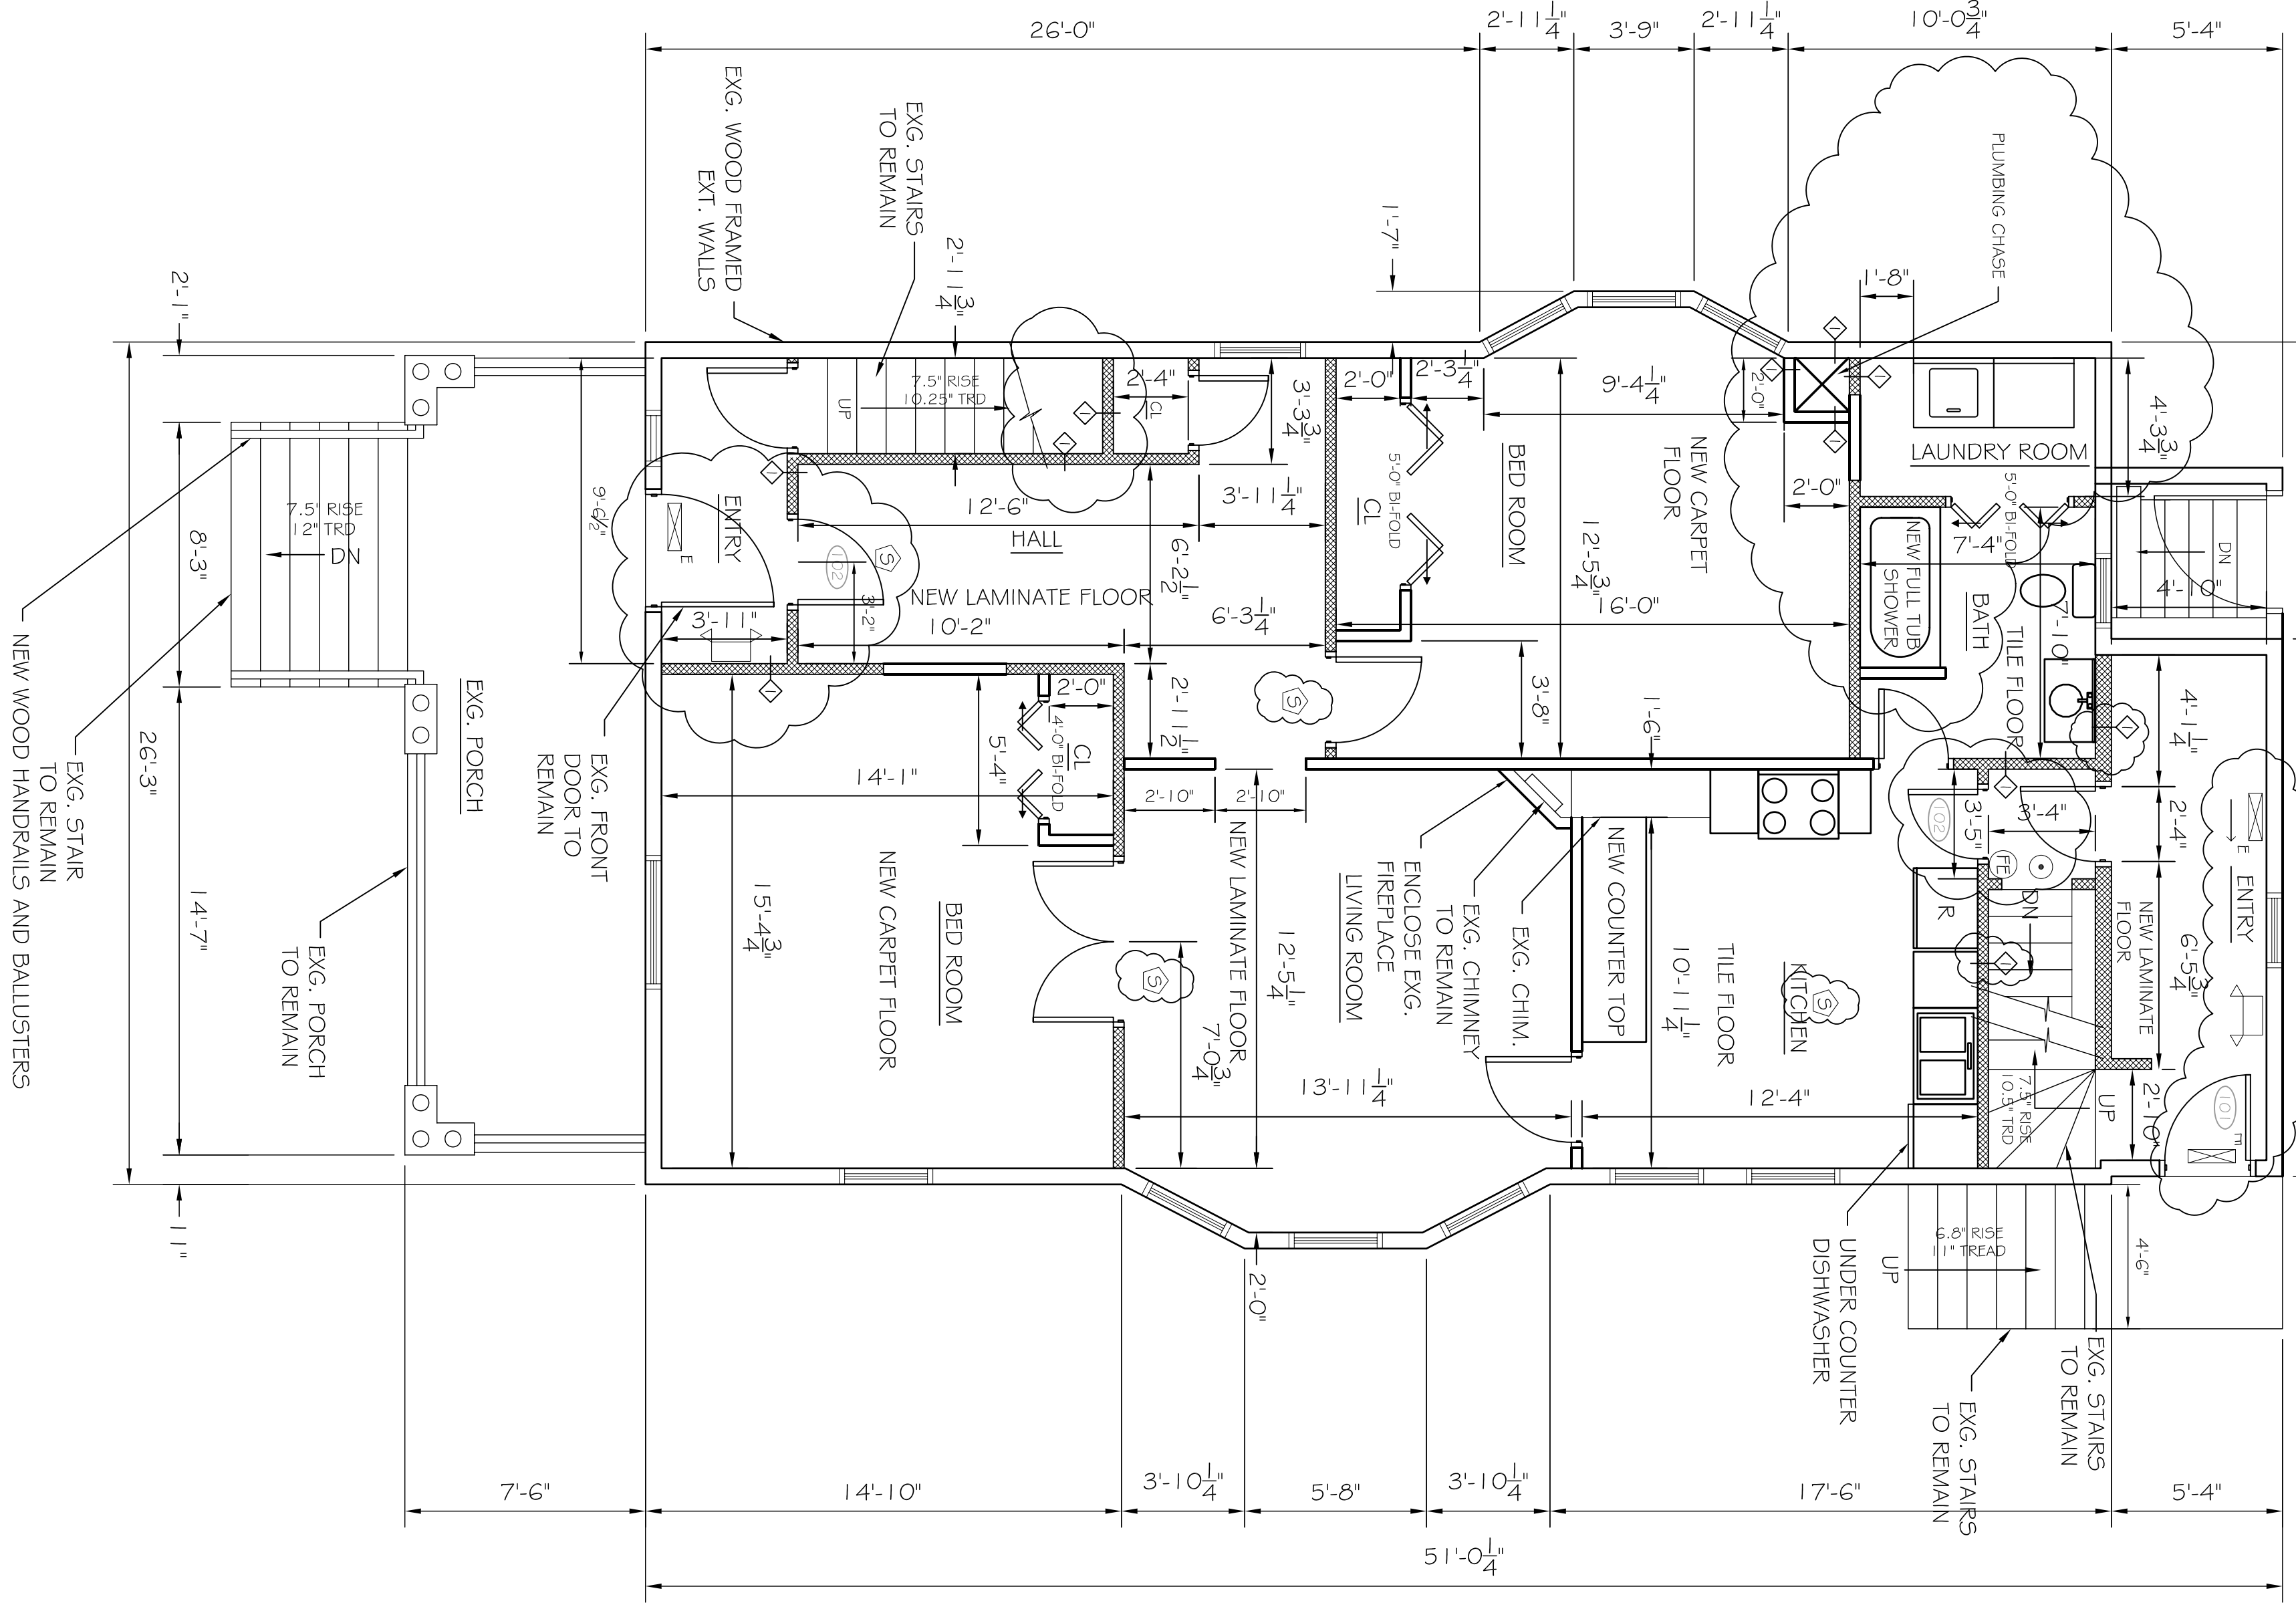 26'-0"
2'-11 1/4"
3'-9"
2'-11 1/4"
10'-0 3/4"
5'-4"
EXG. WOOD FRAMED
EXT. WALLS
EXG. STAIRS
TO REMAIN
2'-1 3/4"
1'-7"
PLUMBING CHASE
1'-8"
2'-1"
7.5" RISE
10.25" TRD
UP
2'-4"
CL
3'-3 3/4"
2'-0"
2'-3 1/4"
9'-4 1/4"
2'-0"
4'-3 3/4"
LAUNDRY ROOM
5'-0" BI-FOLD
CL
BED ROOM
NEW CARPET
FLOOR
2'-0"
5'-0" BI-FOLD
9'-6 1/2"
ENTRY
E
12'-6"
3'-11 1/4"
HALL
S
102
3'-2"
NEW LAMINATE FLOOR
6'-2 1/2"
12'-5 3/4"
16'-0"
7'-4"
NEW FULL TUB
SHOWER
BATH
TILE FLOOR
7'-10"
DN
4'-10"
7.5' RISE
12" TRD
DN
8'-3"
3'-11"
10'-2"
6'-3 1/4"
3'-8"
1'-6"
S
2'-11 1/2"
2'-0"
4'-0" BI-FOLD
CL
5'-4"
14'-1"
2'-10"
2'-10"
4'-1 1/4"
2'-4"
3'-4"
3'-5"
102
FE
DN
R
E
ENTRY
NEW LAMINATE
FLOOR
6'-5 3/4"
26'-3"
14'-7"
EXG. PORCH
EXG. FRONT
DOOR TO
REMAIN
NEW WOOD HANDRAILS AND BALLUSTERS
EXG. STAIR
TO REMAIN
EXG. PORCH
TO REMAIN
15'-4 3/4"
NEW CARPET FLOOR
BED ROOM
S
NEW LAMINATE FLOOR
7'-0 3/4"
12'-5 1/4"
LIVING ROOM
ENCLOSE EXG.
FIREPLACE
EXG. CHIMNEY
TO REMAIN
EXG. CHIM.
NEW COUNTER TOP
10'-11 1/4"
TILE FLOOR
KITCHEN
S
13'-11 1/4"
12'-4"
7.5" RISE
10.5" TRD
UP
2'-10"
101
E
11"
2'-0"
UNDER COUNTER
DISHWASHER
UP
6.8" RISE
11" TREAD
4'-6"
EXG. STAIRS
TO REMAIN
EXG. STAIRS
TO REMAIN
7'-6"
14'-10"
3'-10 1/4"
5'-8"
3'-10 1/4"
17'-6"
5'-4"
51'-0 1/4"